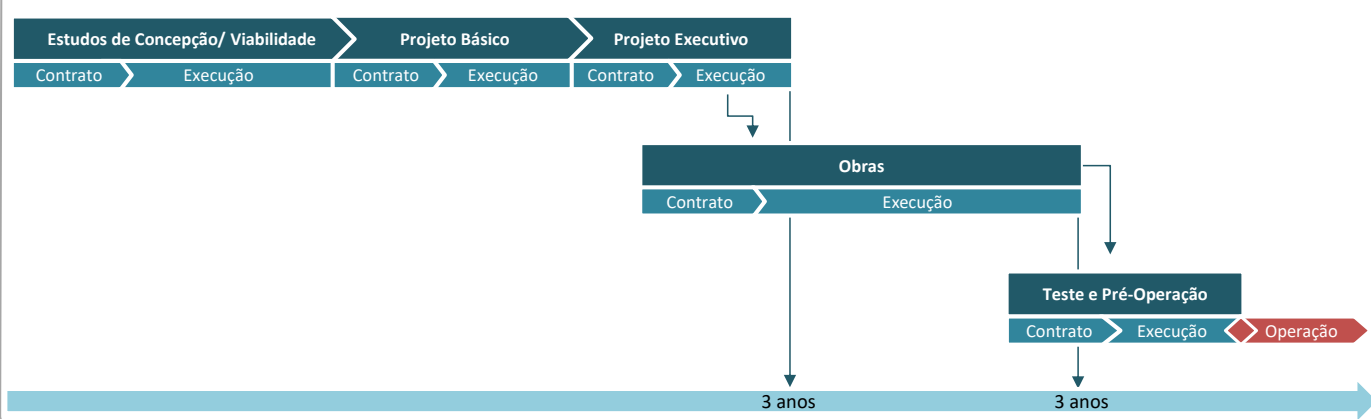 Estudos de Concepção/ Viabilidade Projeto Básico Projeto Executivo
Contrato Execução Contrato Execução Contrato Execução
Obras
Contrato Execução
Teste e Pré-Operação
Contrato Execução Operação
3 anos 3 anos